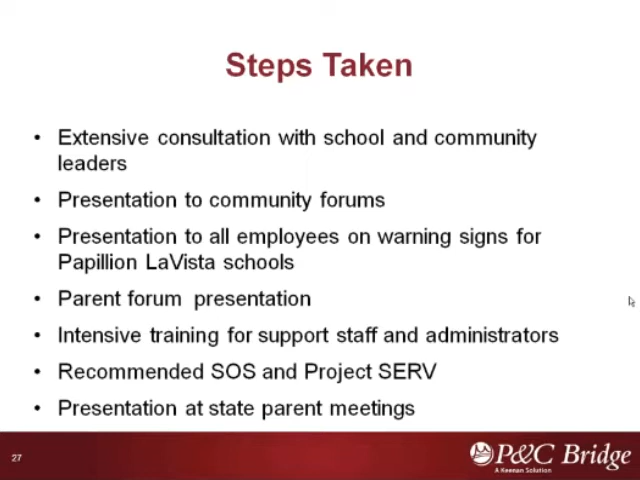 Steps Taken
• Extensive consultation with school and community
leaders
• Presentation to community forums
• Presentation to all employees on warning signs for
Papillion LaVista schools
• Parent forum presentation
• Intensive training for support staff and administrators
• Recommended SOS and Project SERV
• Presentation at state parent meetings
27
P&C Bridge
A Keenan Solution